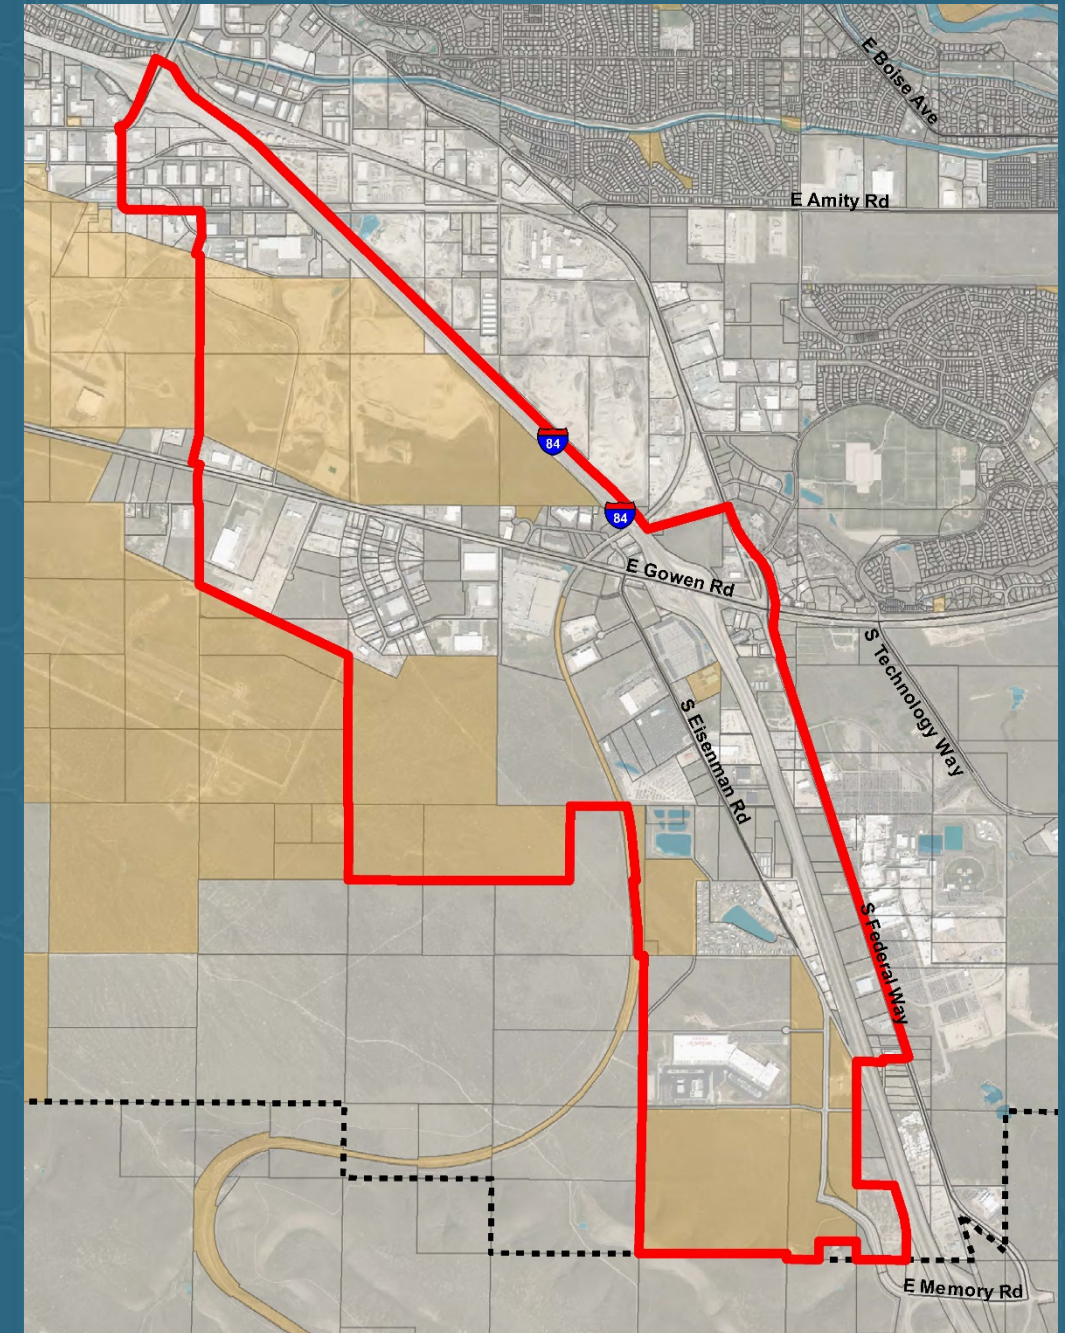 E Boise Ave
E Amity Rd
84
84
E Gowen Rd
S Technology Way
S Eisenman Rd
S Federal Way
E Memory Rd